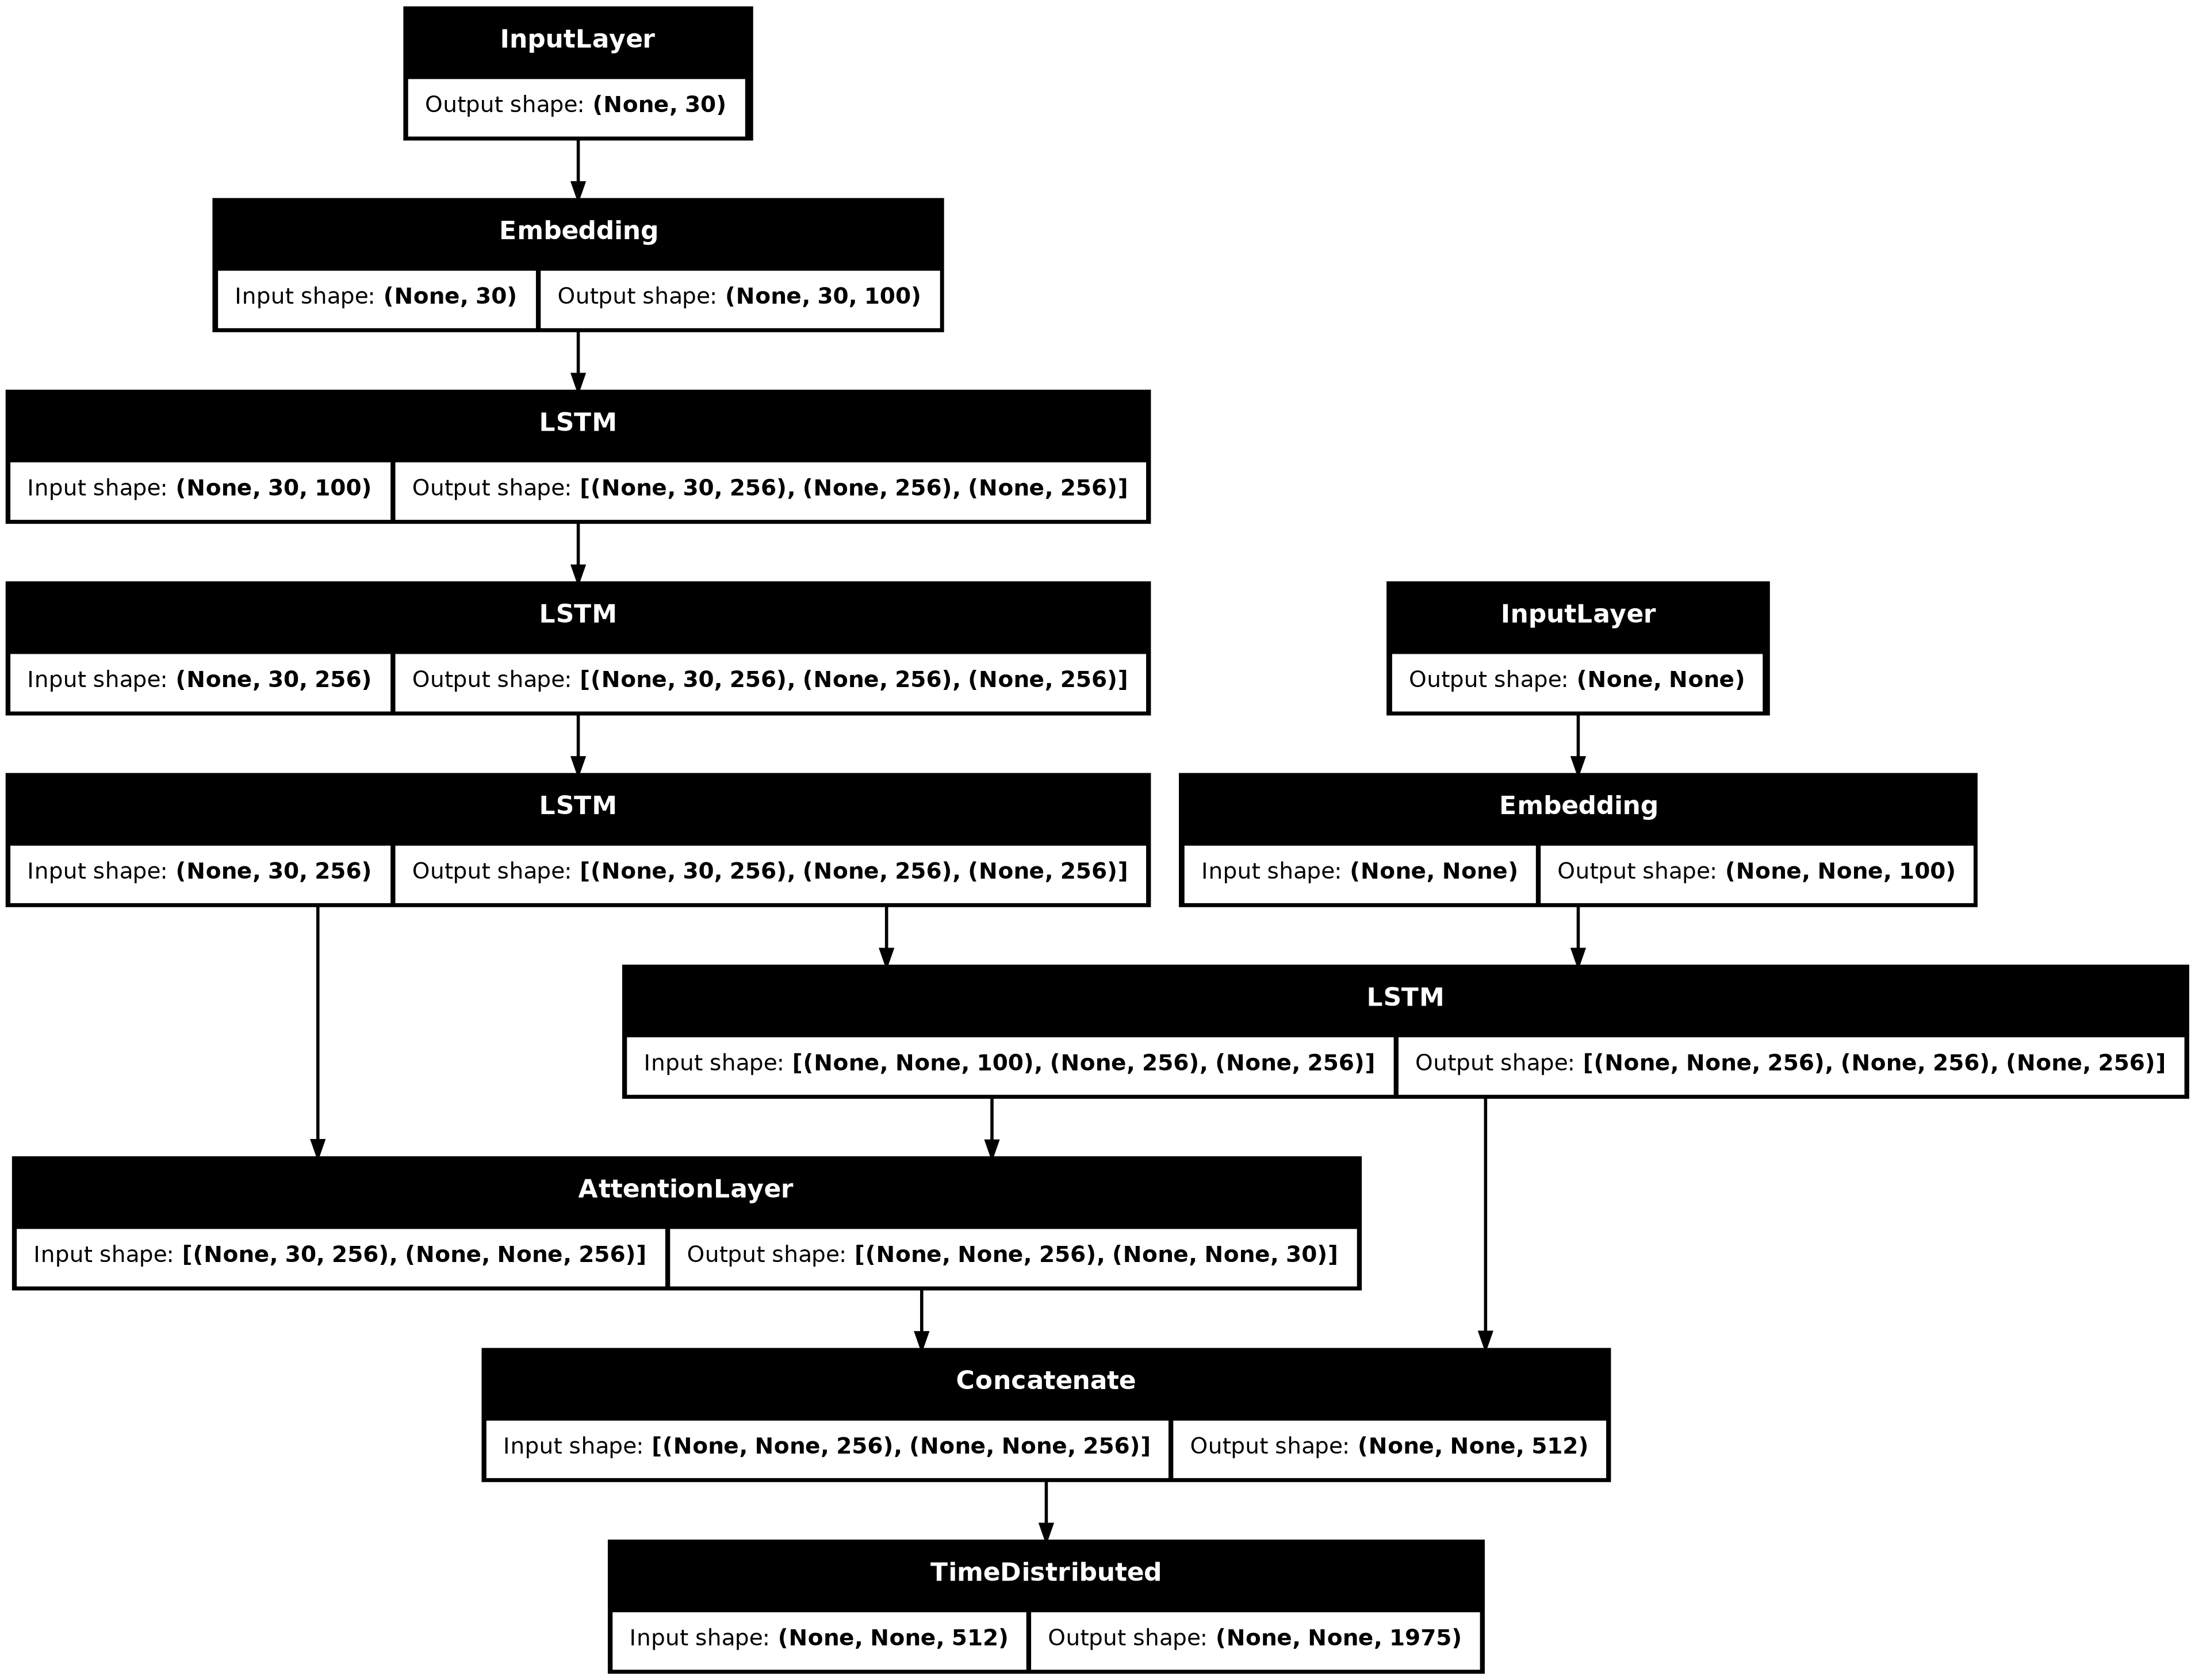 InputLayer
Output shape: (None, 30)
Embedding
Input shape: (None, 30) Output shape: (None, 30, 100)
LSTM
Input shape: (None, 30, 100) Output shape: [(None, 30, 256), (None, 256), (None, 256)]
LSTM
Input shape: (None, 30, 256) Output shape: [(None, 30, 256), (None, 256), (None, 256)]
InputLayer
Output shape: (None, None)
LSTM
Input shape: (None, 30, 256) Output shape: [(None, 30, 256), (None, 256), (None, 256)]
Embedding
Input shape: (None, None) Output shape: (None, None, 100)
LSTM
Input shape: [(None, None, 100), (None, 256), (None, 256)] Output shape: [(None, None, 256), (None, 256), (None, 256)]
AttentionLayer
Input shape: [(None, 30, 256), (None, None, 256)] Output shape: [(None, None, 256), (None, None, 30)]
Concatenate
Input shape: [(None, None, 256), (None, None, 256)] Output shape: (None, None, 512)
TimeDistributed
Input shape: (None, None, 512) Output shape: (None, None, 1975)